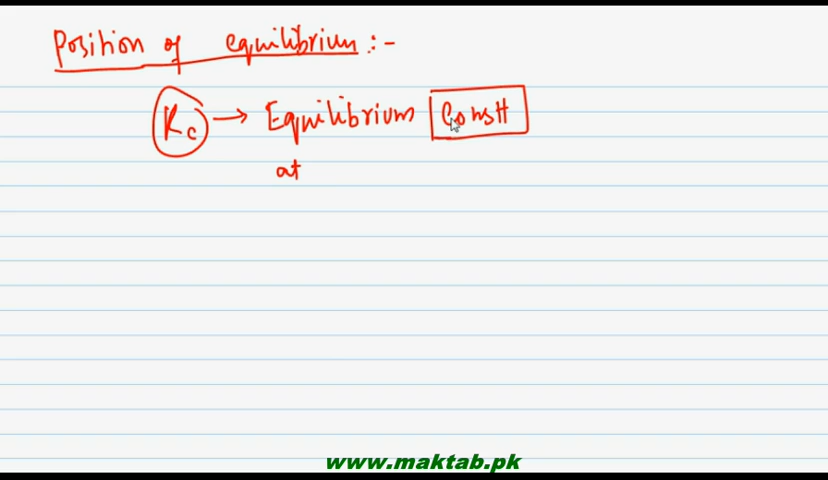 Position of equilibrium :-
Kc → Equilibrium Constt
at
www.maktab.pk